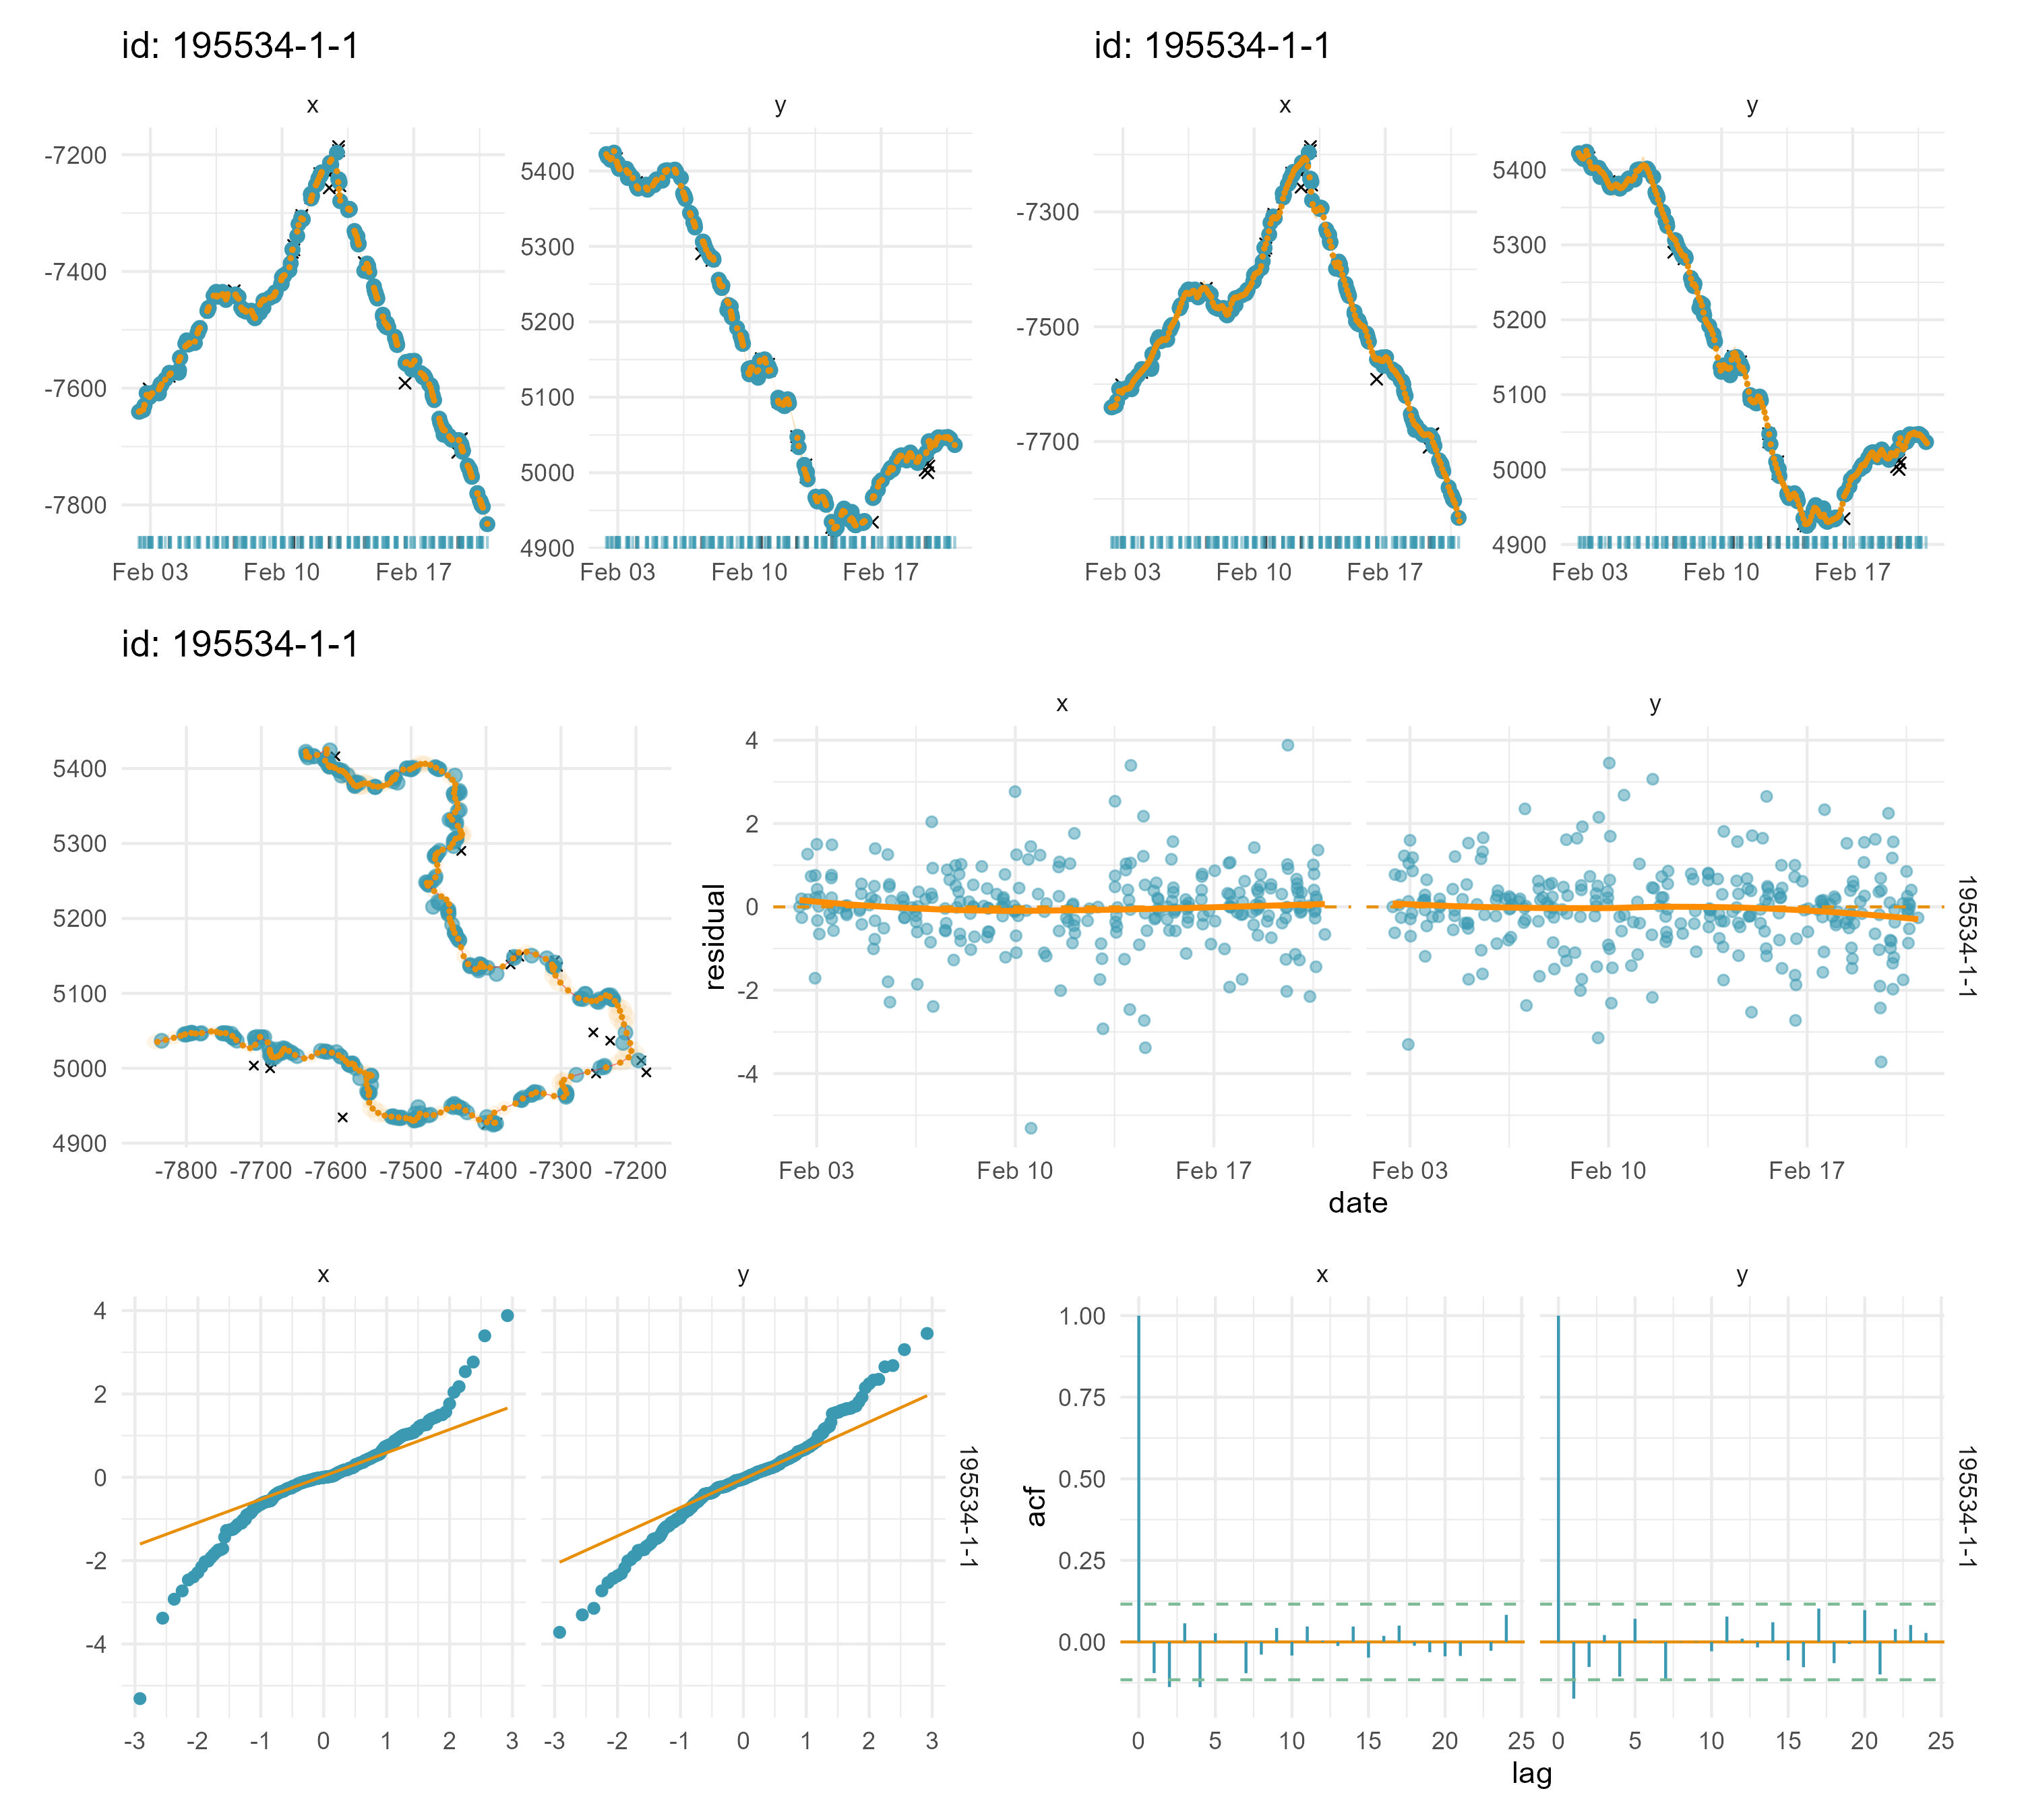 id: 195534-1-1
id: 195534-1-1
x
y
x
y
-7200
-7400
-7600
-7800
5400
5300
5200
5100
5000
4900
-7300
-7500
-7700
5400
5300
5200
5100
5000
4900
Feb 03
Feb 10
Feb 17
Feb 03
Feb 10
Feb 17
Feb 03
Feb 10
Feb 17
Feb 03
Feb 10
Feb 17
id: 195534-1-1
5400
5300
5200
5100
5000
4900
-7800
-7700
-7600
-7500
-7400
-7300
-7200
x
y
residual
4
2
0
-2
-4
195534-1-1
Feb 03
Feb 10
Feb 17
Feb 03
Feb 10
Feb 17
date
x
y
4
2
0
-2
-4
195534-1-1
-3
-2
-1
0
1
2
3
-3
-2
-1
0
1
2
3
x
y
acf
1.00
0.75
0.50
0.25
0.00
195534-1-1
0
5
10
15
20
25
0
5
10
15
20
25
lag